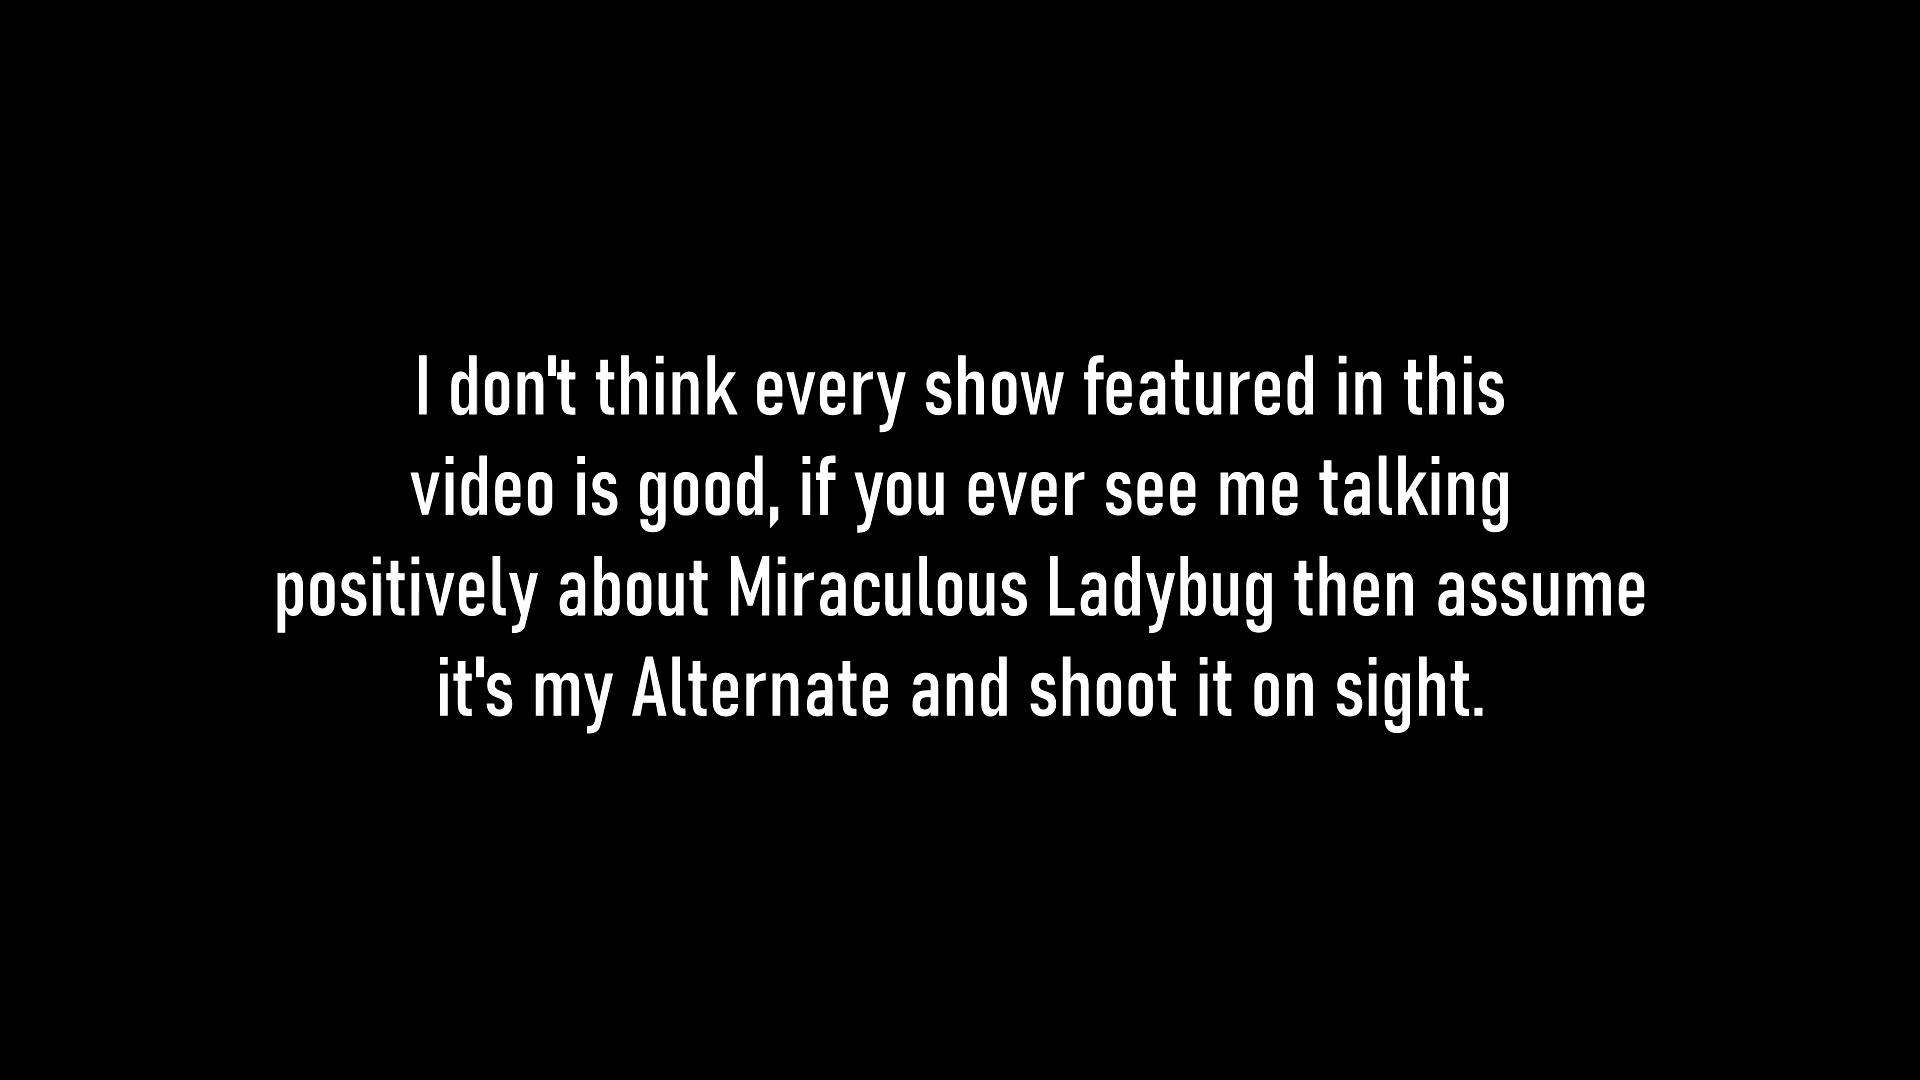 I don't think every show featured in this
video is good, if you ever see me talking
positively about Miraculous Ladybug then assume
it's my Alternate and shoot it on sight.